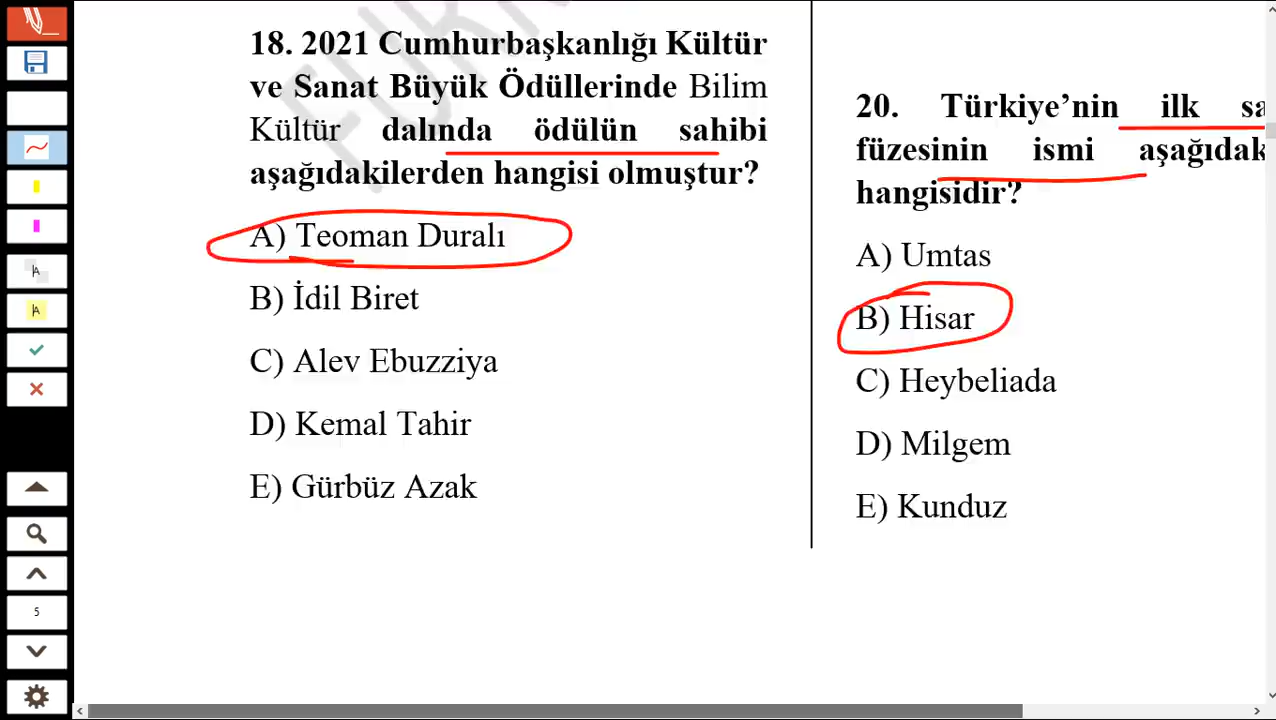 18. 2021 Cumhurbaşkanlığı Kültür
ve Sanat Büyük Ödüllerinde Bilim
Kültür dalında ödülün sahibi
aşağıdakilerden hangisi olmuştur?
A) Teoman Duralı
B) İdil Biret
C) Alev Ebuzziya
D) Kemal Tahir
E) Gürbüz Azak
20. Türkiye’nin ilk
füzesinin ismi
hangisidir?
A) Umtas
B) Hisar
C) Heybeliada
D) Milgem
E) Kunduz
5